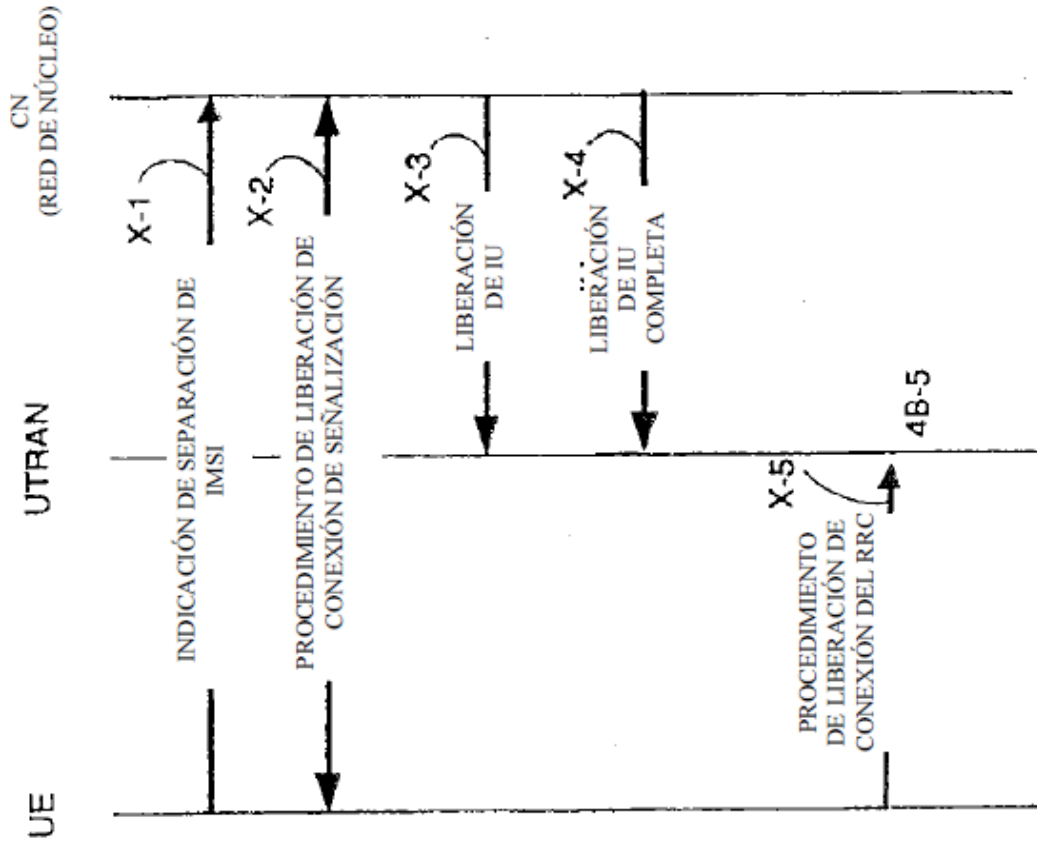 UE
UTRAN
CN
(RED DE NÚCLEO)
X-1
INDICACIÓN DE SEPARACIÓN DE
IMSI
X-2
PROCEDIMIENTO DE LIBERACIÓN DE
CONEXIÓN DE SEÑALIZACIÓN
X-3
LIBERACIÓN
DE IU
X-4
LIBERACIÓN
DE IU
COMPLETA
X-5
PROCEDIMIENTO
DE LIBERACIÓN DE
CONEXIÓN DEL RRC
4B-5